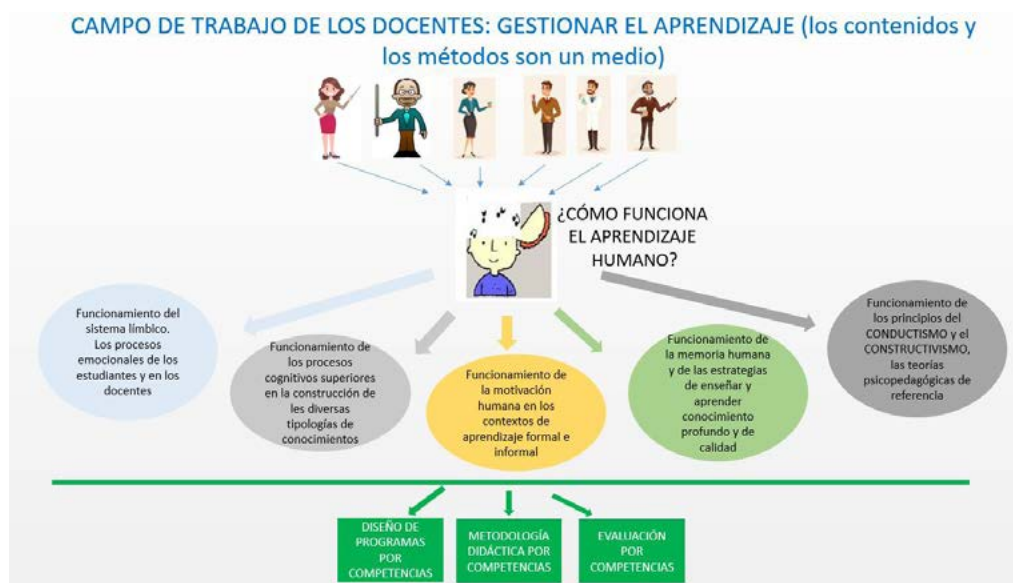 CAMPO DE TRABAJO DE LOS DOCENTES: GESTIONAR EL APRENDIZAJE (los contenidos y
los métodos son un medio)
¿CÓMO FUNCIONA
EL APRENDIZAJE
HUMANO?
Funcionamiento del
sistema límbico.
Los procesos
emocionales de los
estudiantes y en los
docentes
Funcionamiento de
los procesos
cognitivos superiores
en la construcción de
les diversas
tipologías de
conocimientos
Funcionamiento de
la motivación
humana en los
contextos de
aprendizaje formal e
informal
Funcionamiento de
la memoria humana
y de las estrategias
de enseñar y
aprender
conocimiento
profundo y de
calidad
Funcionamiento de
los principios del
CONDUCTISMO y el
CONSTRUCTIVISMO,
las teorías
psicopedagógicas de
referencia
DISEÑO DE
PROGRAMAS
POR
COMPETENCIAS
METODOLOGÍA
DIDÁCTICA POR
COMPETENCIAS
EVALUACIÓN
POR
COMPETENCIAS